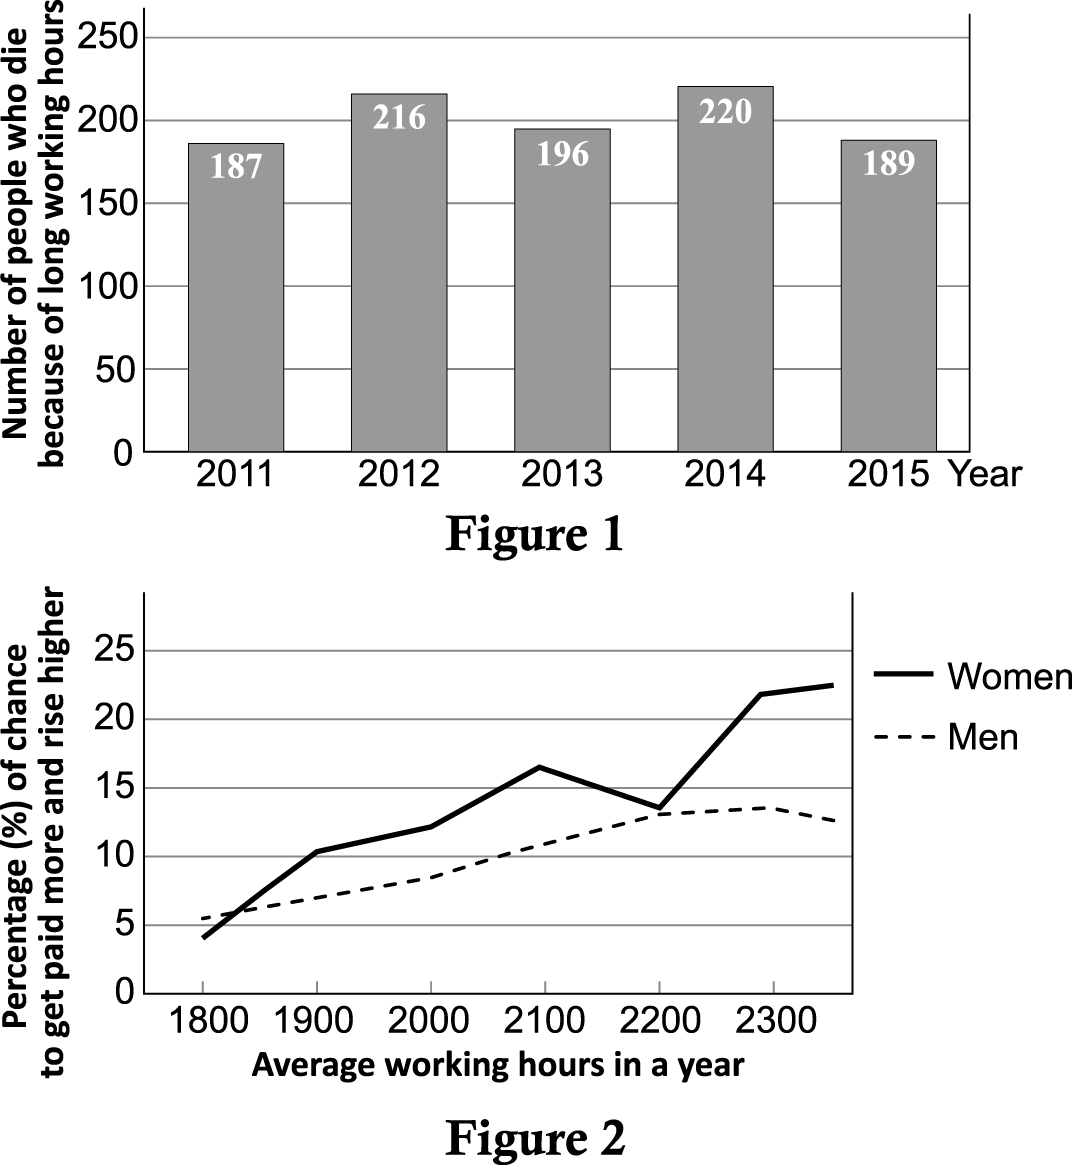 Number of people who die
because of long working hours
250
200
150
100
50
0
187
216
196
220
189
2011 2012 2013 2014 2015 Year
Figure 1
Percentage (%) of chance
to get paid more and rise higher
25
20
15
10
5
0
Women
Men
1800 1900 2000 2100 2200 2300
Average working hours in a year
Figure 2